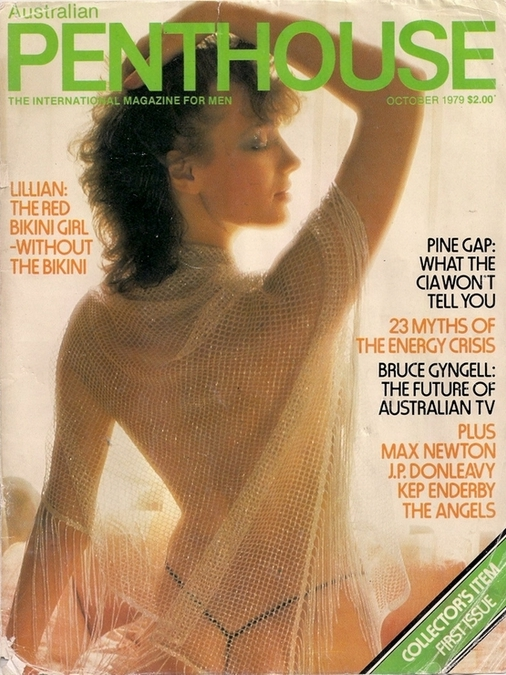 Australian
PENTHOUSE
THE INTERNATIONAL MAGAZINE FOR MEN
OCTOBER 1979 $2.00*
LILLIAN:
THE RED
BIKINI GIRL
-WITHOUT
THE BIKINI
PINE GAP:
WHAT THE
CIA WON'T
TELL YOU
23 MYTHS OF
THE ENERGY CRISIS
BRUCE GYNGELL:
THE FUTURE OF
AUSTRALIAN TV
PLUS
MAX NEWTON
J.P. DONLEAVY
KEP ENDERBY
THE ANGELS
COLLECTOR'S ITEM
FIRST ISSUE